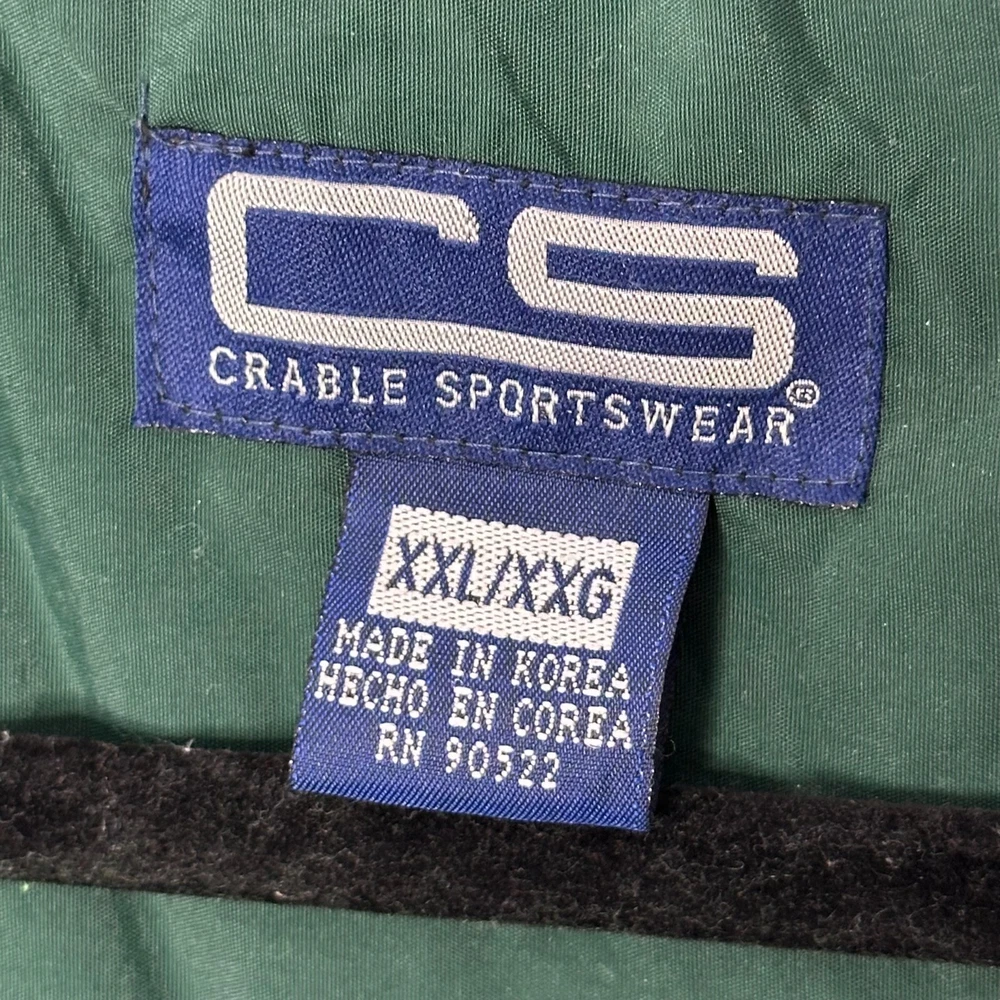 CS
CRABLE SPORTSWEAR®
XXL/XXG
MADE IN KOREA
HECHO EN COREA
RN 90522